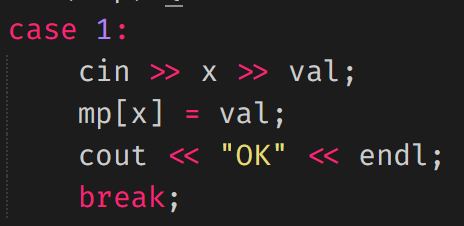 case 1:
cin >> x >> val;
mp[x] = val;
cout << "OK" << endl;
break;